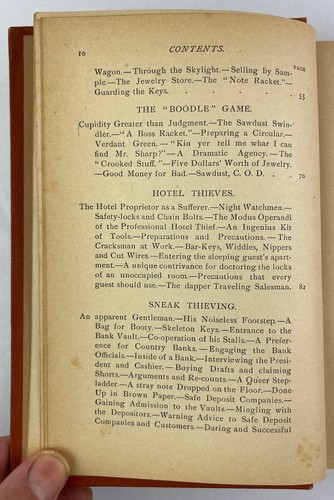 10 CONTENTS.
PAGE
Wagon.—Through the Skylight.—Selling by Sam-
ple.—The Jewelry Store.—The "Note Racket."—
Guarding the Keys. . . . . . 55
THE "BOODLE" GAME.
Cupidity Greater than Judgment.—The Sawdust Swin-
dler.—"A Boss Racket."—Preparing a Circular.—
Verdant Green.—"Kin yer tell me whar I can
find Mr. Sharp?"—A Dramatic Agency.—The
"Crooked Stuff."—Five Dollars' Worth of Jewelry.
—Good Money for Bad.—Sawdust, C. O. D. . . 70
HOTEL THIEVES.
The Hotel Proprietor as a Sufferer.—Night Watchmen.—
Safety-locks and Chain Bolts.—The Modus Operandi
of the Professional Hotel Thief.—An Ingenius Kit
of Tools.—Preparations and Precautions.—The
Cracksman at Work.—Bar-Keys, Widdies, Nippers
and Cut Wires.—Entering the sleeping guest's apart-
ment.—A unique contrivance for doctoring the locks
of an unoccupied room.—Precautions that every
guest should use.—The dapper Traveling Salesman. 82
SNEAK THIEVING.
An apparent Gentleman.—His Noiseless Footstep.—A
Bag for Booty.—Skeleton Keys.—Entrance to the
Bank Vault.—Co-operation of his Stalls.—A Prefer-
ence for Country Banks.—Engaging the Bank
Officials.—Inside of a Bank.—Interviewing the Presi-
dent and Cashier.—Buying Drafts and claiming
Shorts.—Arguments and Re-counts.—A Queer Step-
ladder.—A stray note Dropped on the Floor.—Done
Up in Brown Paper.—Safe Deposit Companies.—
Gaining Admission to the Vaults.—Mingling with
the Depositors.—Warning Advice to Safe Deposit
Companies and Customers.—Daring and Successful